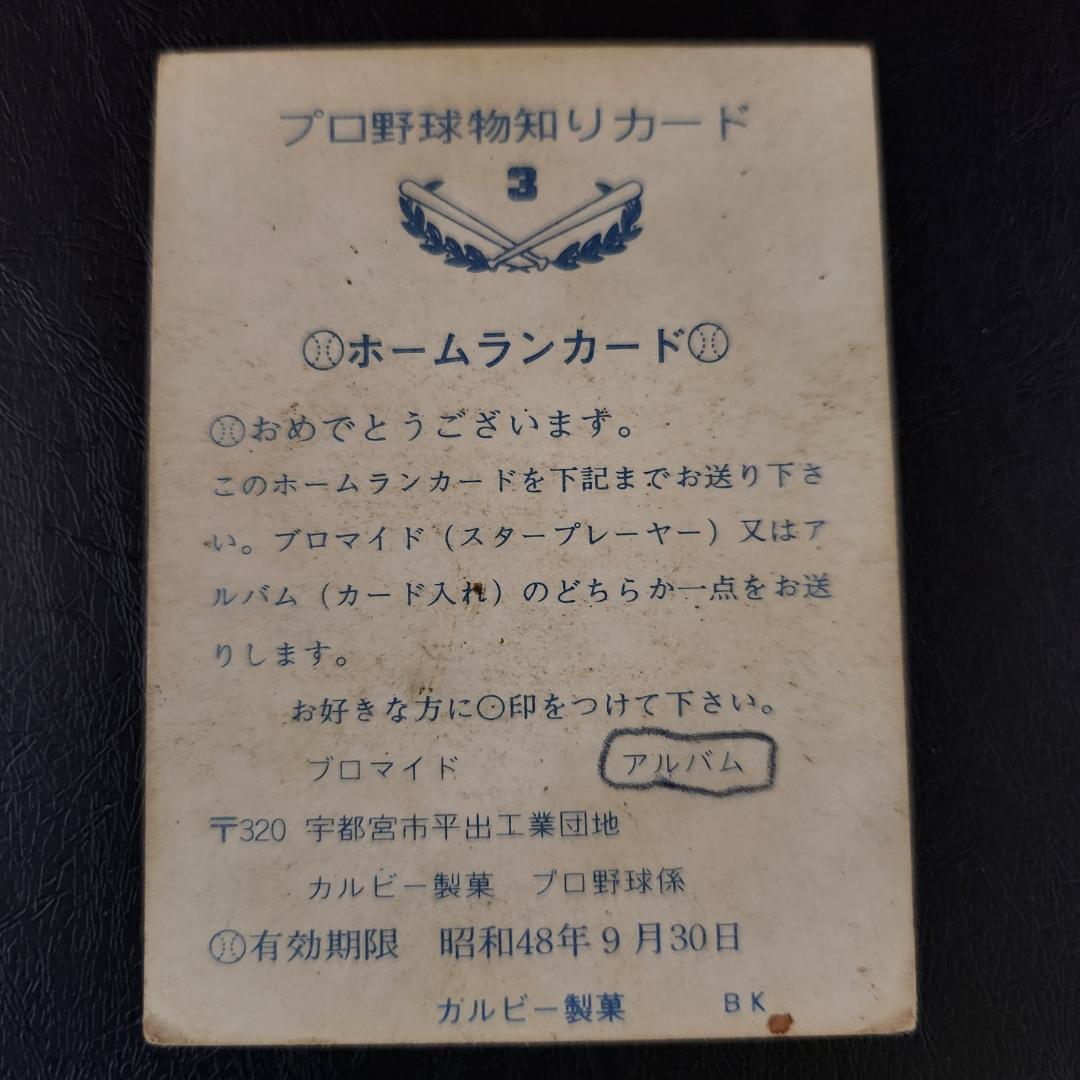 プロ野球物知りカード
3
ホームランカード
おめでとうございます。
このホームランカードを下記までお送り下さ
い。ブロマイド（スタープレーヤー）又はア
ルバム（カード入れ）のどちらか一点をお送
りします。
お好きな方に〇印をつけて下さい。
ブロマイド　アルバム
〒320 宇都宮市平出工業団地
カルビー製菓　プロ野球係
有効期限　昭和48年9月30日
カルビー製菓　BK